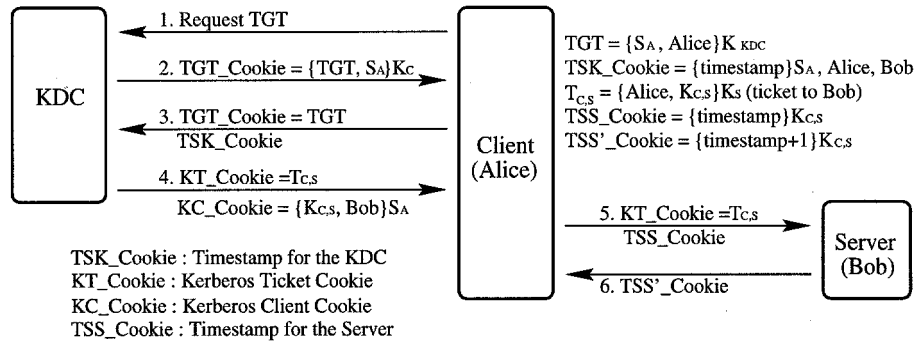 KDC
1. Request TGT
2. TGT_Cookie = {TGT, SA}KC
3. TGT_Cookie = TGT
TSK_Cookie
4. KT_Cookie =TC,S
KC_Cookie = {KC,S, Bob}SA
Client
(Alice)
TGT = {SA, Alice}K KDC
TSK_Cookie = {timestamp}SA, Alice, Bob
TC,S = {Alice, KC,S}KS (ticket to Bob)
TSS_Cookie = {timestamp}KC,S
TSS'_Cookie = {timestamp+1}KC,S
5. KT_Cookie =TC,S
TSS_Cookie
6. TSS'_Cookie
Server
(Bob)
TSK_Cookie : Timestamp for the KDC
KT_Cookie : Kerberos Ticket Cookie
KC_Cookie : Kerberos Client Cookie
TSS_Cookie : Timestamp for the Server